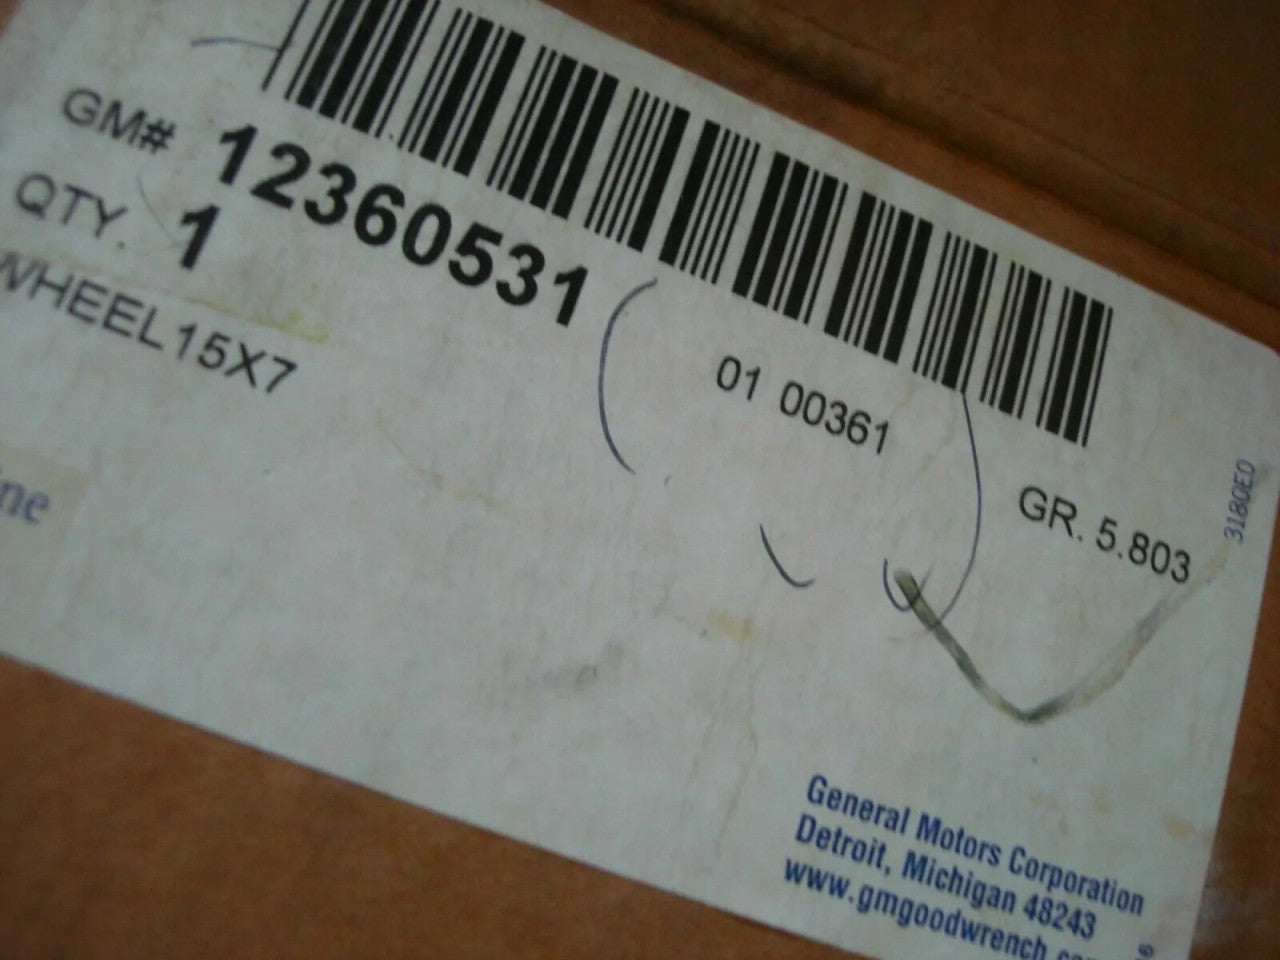 GM# 12360531
QTY. 1
WHEEL15X7
01 00361
GR. 5.803
3180E0
General Motors Corporation
Detroit, Michigan 48243